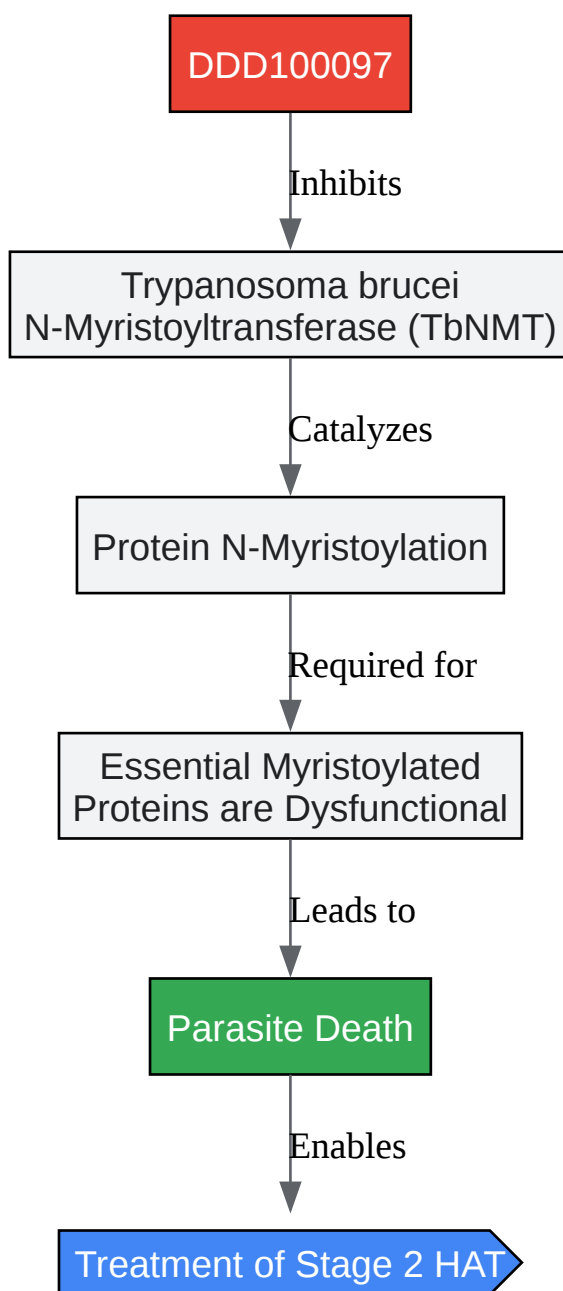 DDD100097
Inhibits
Trypanosoma brucei
N-Myristoyltransferase (TbNMT)
Catalyzes
Protein N-Myristoylation
Required for
Essential Myristoylated
Proteins are Dysfunctional
Leads to
Parasite Death
Enables
Treatment of Stage 2 HAT